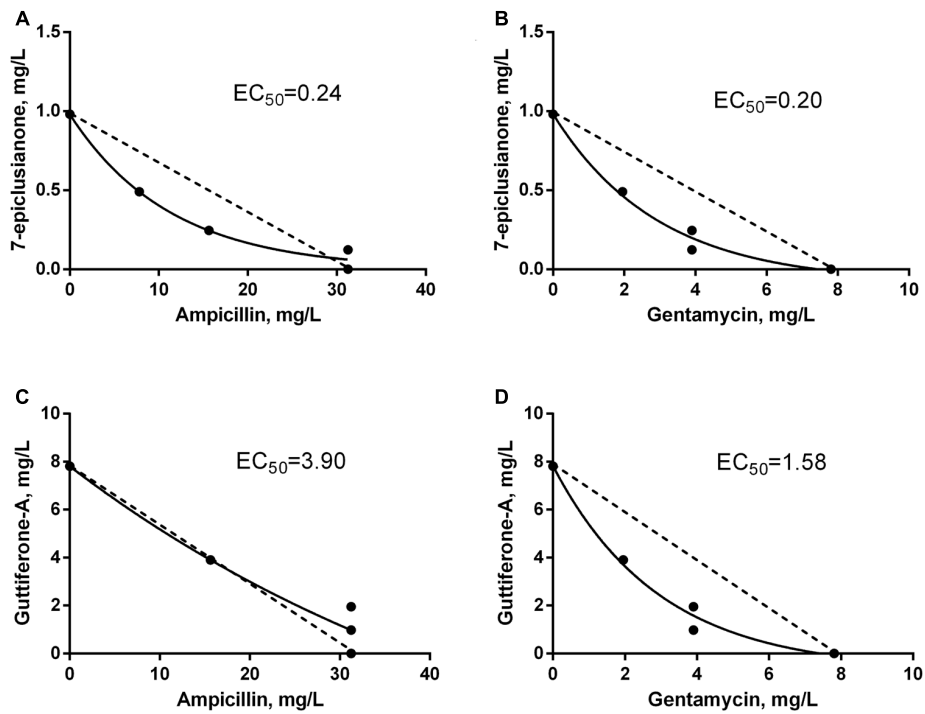 A
7-epiclusianone, mg/L
1.5
1.0
0.5
0.0
EC50=0.24
0 10 20 30 40
Ampicillin, mg/L
B
7-epiclusianone, mg/L
1.5
1.0
0.5
0.0
EC50=0.20
0 2 4 6 8 10
Gentamycin, mg/L
C
Guttiferone-A, mg/L
10
8
6
4
2
0
EC50=3.90
0 10 20 30 40
Ampicillin, mg/L
D
Guttiferone-A, mg/L
10
8
6
4
2
0
EC50=1.58
0 2 4 6 8 10
Gentamycin, mg/L